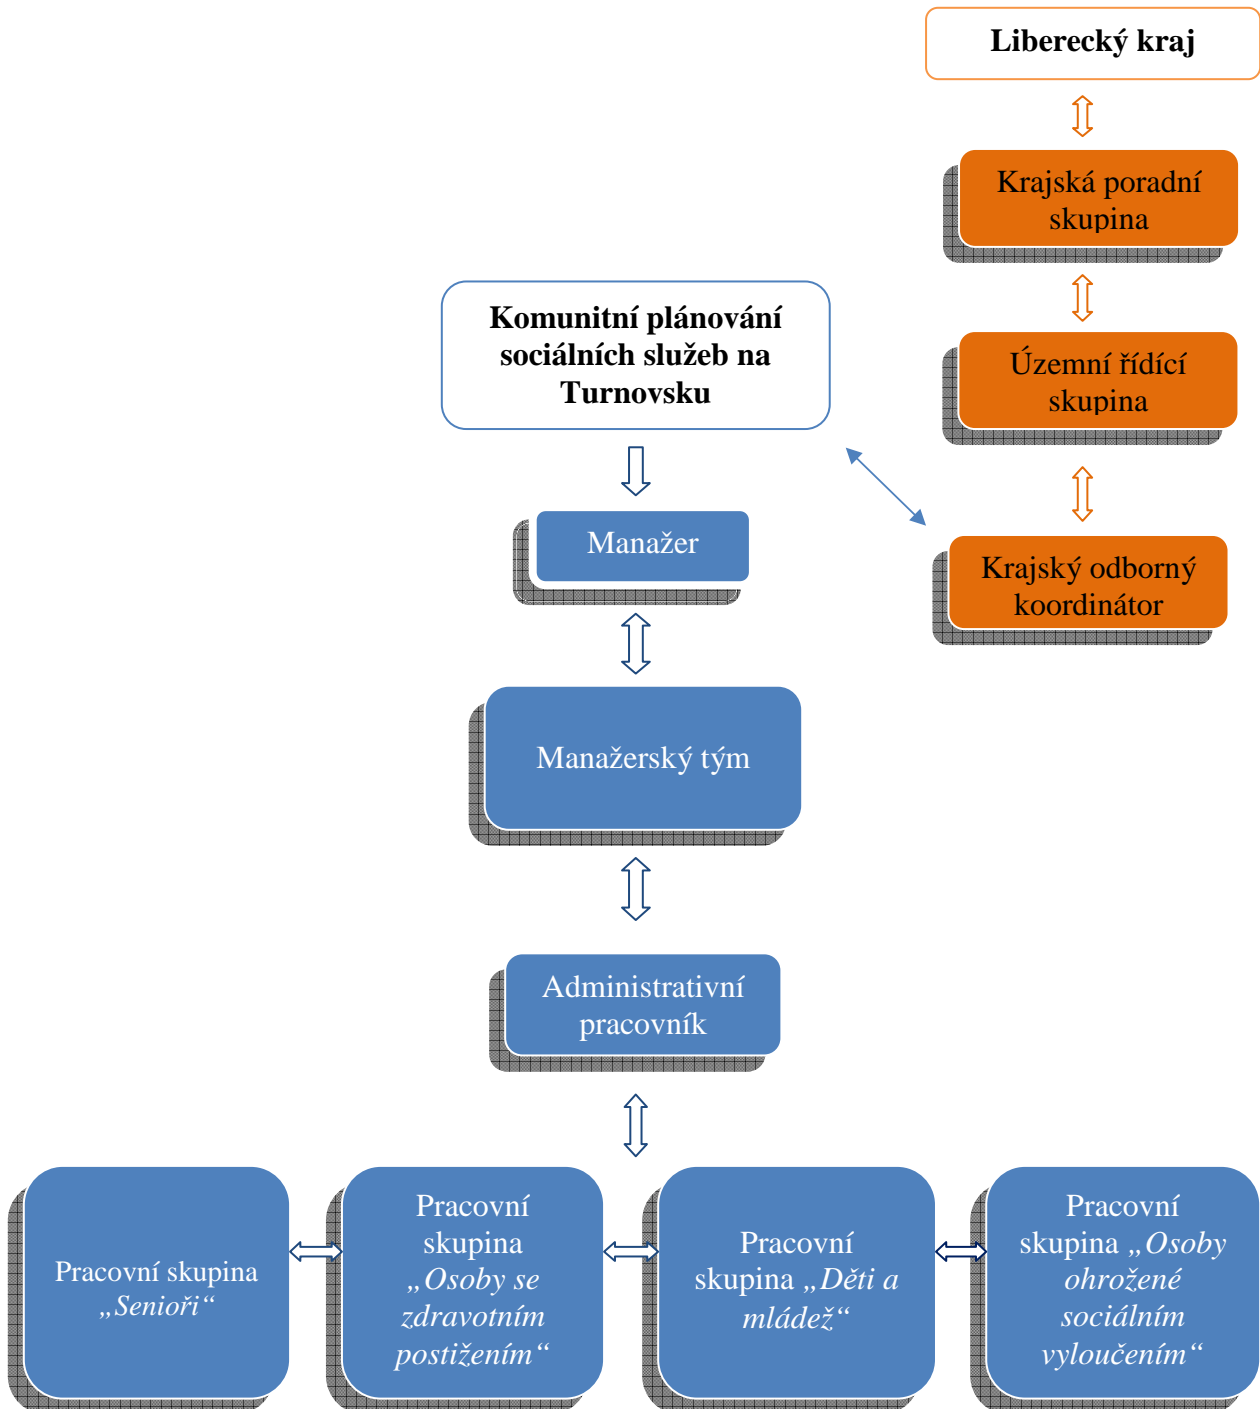 Liberecký kraj
Krajská poradní
skupina
Komunitní plánování
sociálních služeb na
Turnovsku
Územní řídící
skupina
Manažer
Krajský odborný
koordinátor
Manažerský tým
Administrativní
pracovník
Pracovní skupina
„Senioři“
Pracovní
skupina
„Osoby se
zdravotním
postižením“
Pracovní
skupina „Děti a
mládež“
Pracovní
skupina „Osoby
ohrožené
sociálním
vyloučením“